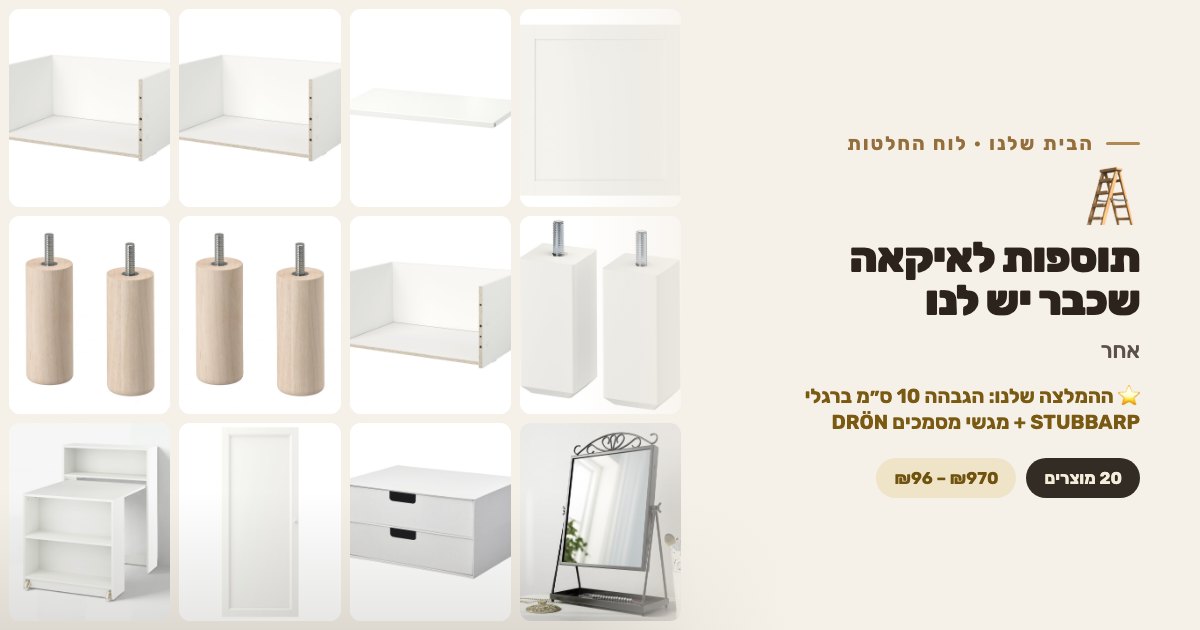 הבית שלנו • לוח החלטות
תוספות לאיקאה
שכבר יש לנו
אחר
ההמלצה שלנו: הגבהה 10 ס״מ ברגלי
STUBBARP + מגשי מסמכים DRÖN
20 מוצרים
₪96 – ₪970